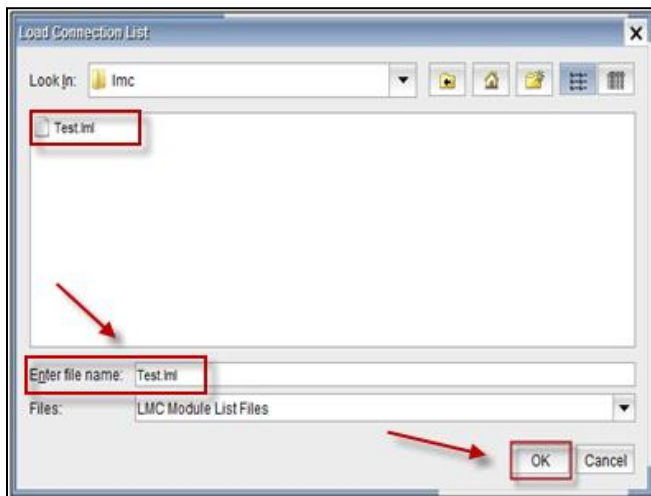 Load Connection List
Look In: lmc
Test.lml
Enter file name: Test.lml
Files: LMC Module List Files
OK Cancel